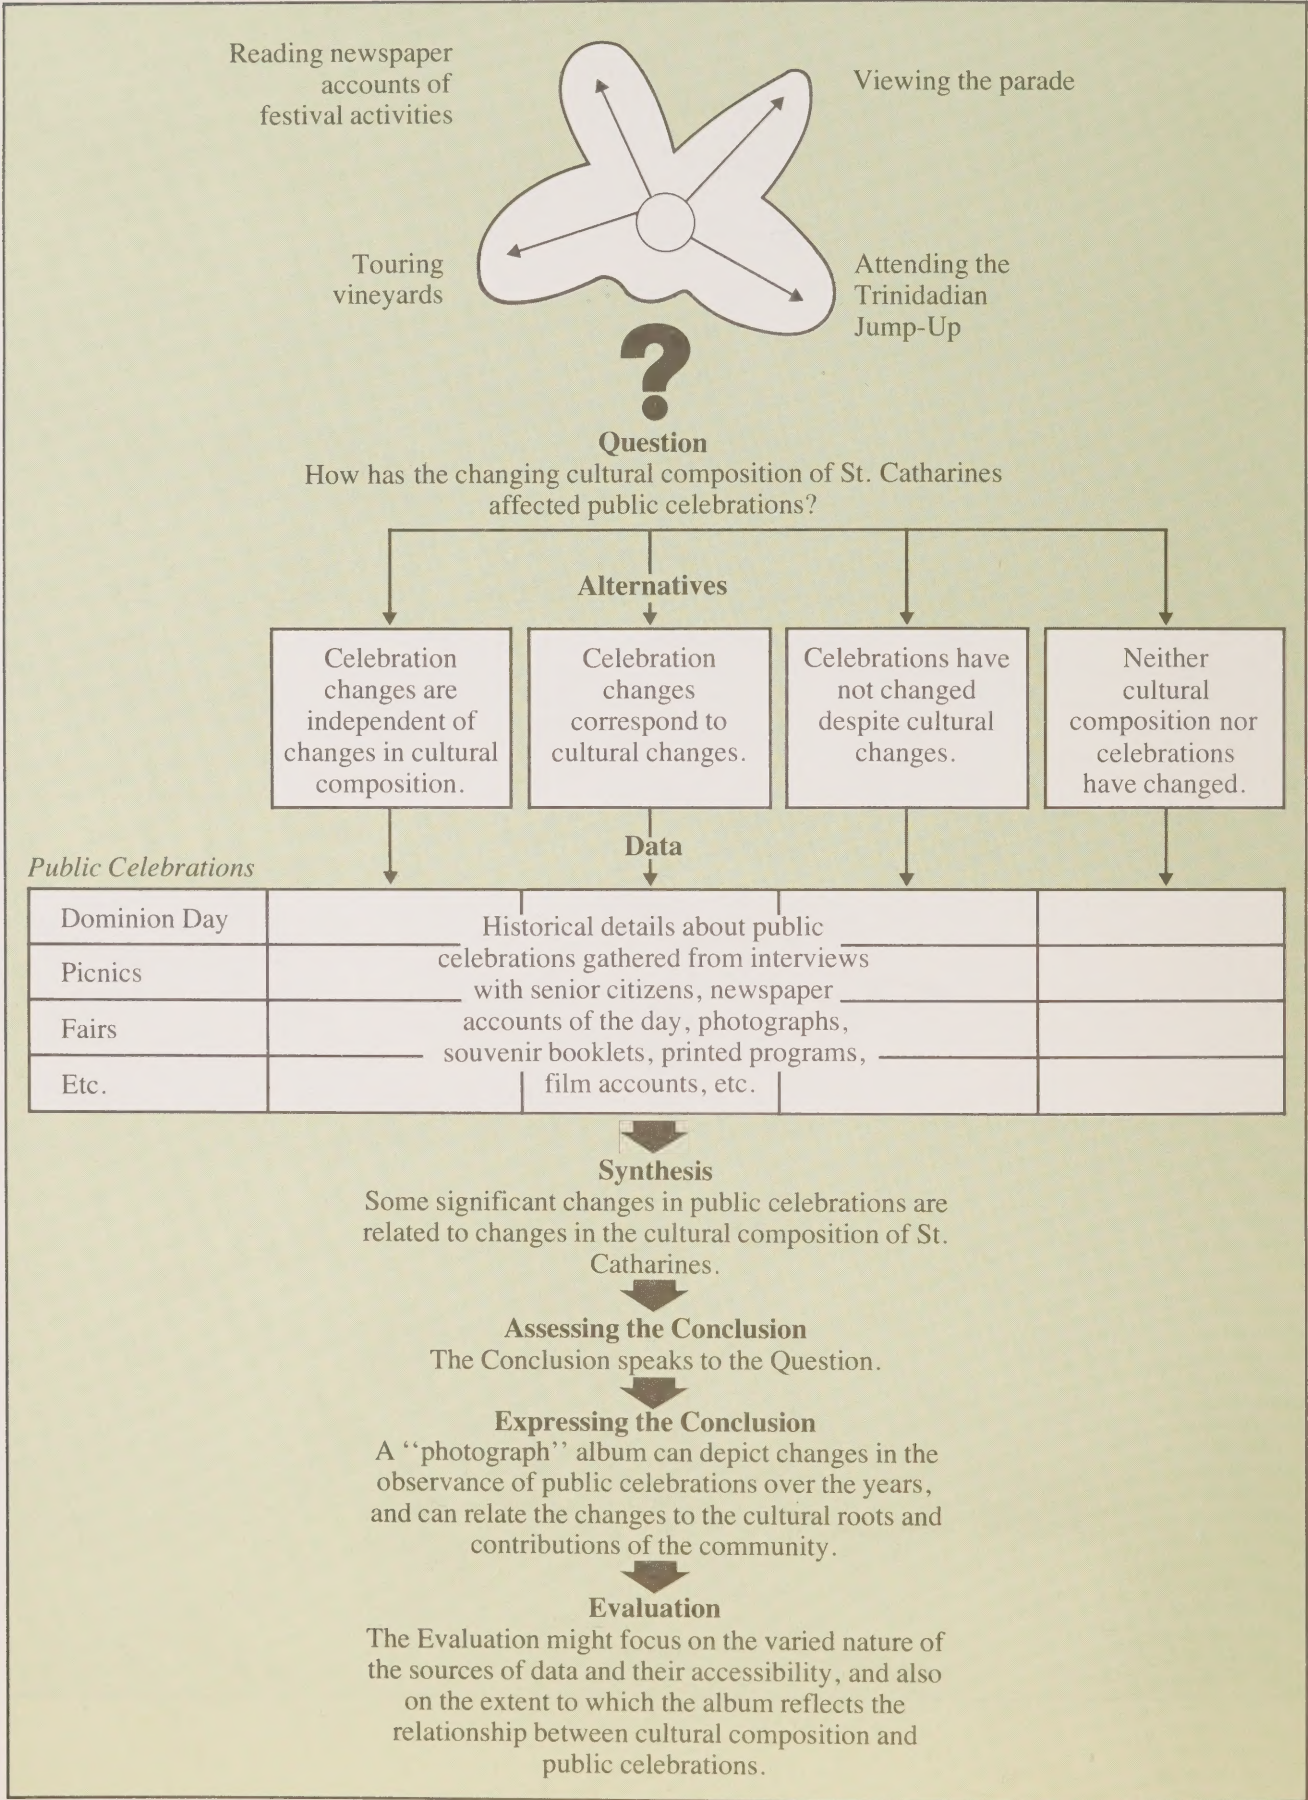 Reading newspaper
accounts of
festival activities
Viewing the parade
Touring
vineyards
Attending the
Trinidadian
Jump-Up
?
Question
How has the changing cultural composition of St. Catharines
affected public celebrations?
Alternatives
Celebration
changes are
independent of
changes in cultural
composition.
Celebration
changes
correspond to
cultural changes.
Celebrations have
not changed
despite cultural
changes.
Neither
cultural
composition nor
celebrations
have changed.
Data
Public Celebrations
Dominion Day
Picnics
Fairs
Etc.
Historical details about public
celebrations gathered from interviews
with senior citizens, newspaper
accounts of the day, photographs,
souvenir booklets, printed programs,
film accounts, etc.
Synthesis
Some significant changes in public celebrations are
related to changes in the cultural composition of St.
Catharines.
Assessing the Conclusion
The Conclusion speaks to the Question.
Expressing the Conclusion
A ‘‘photograph’’ album can depict changes in the
observance of public celebrations over the years,
and can relate the changes to the cultural roots and
contributions of the community.
Evaluation
The Evaluation might focus on the varied nature of
the sources of data and their accessibility, and also
on the extent to which the album reflects the
relationship between cultural composition and
public celebrations.